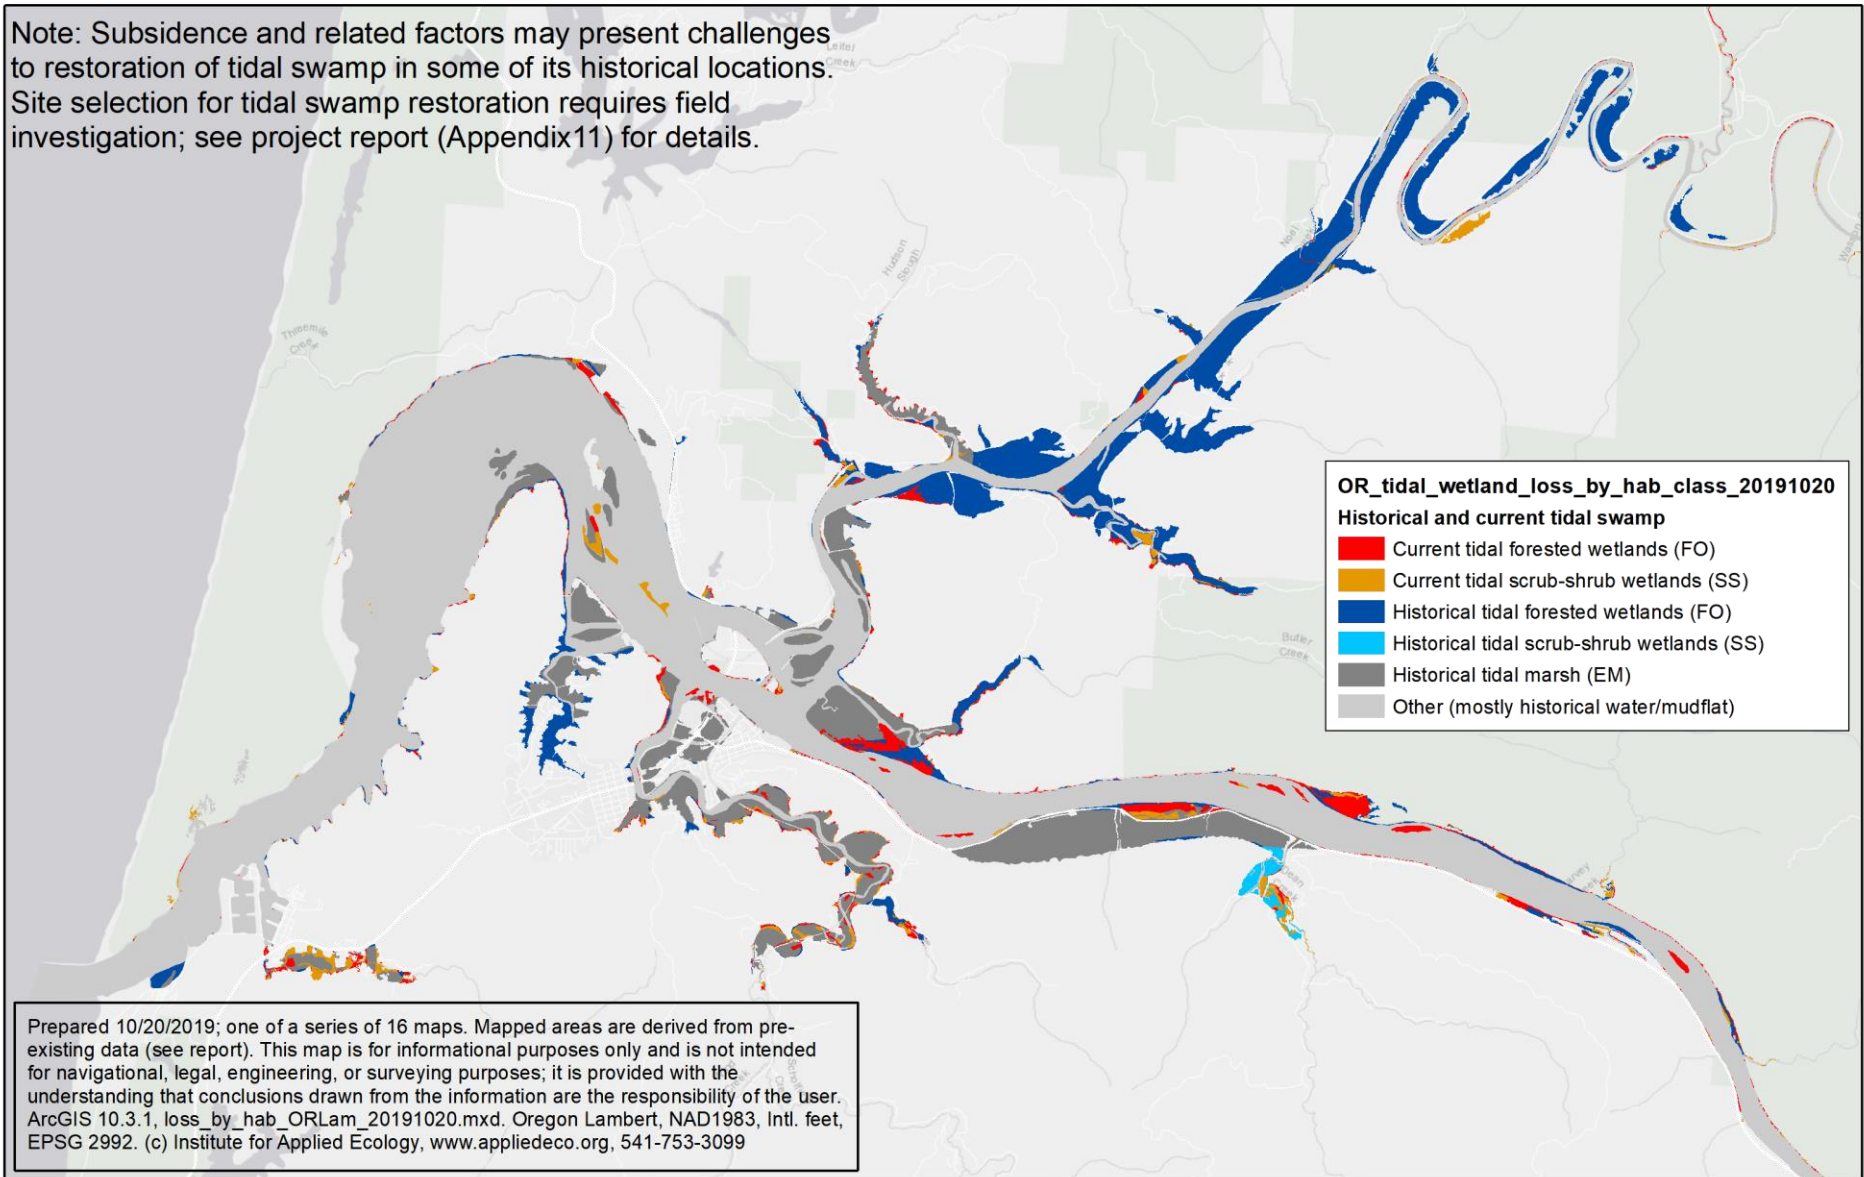 Note: Subsidence and related factors may present challenges
to restoration of tidal swamp in some of its historical locations.
Site selection for tidal swamp restoration requires field
investigation; see project report (Appendix11) for details.
Leitel
Creek
Hudson
Slough
Noel
Threemile
Creek
OR_tidal_wetland_loss_by_hab_class_20191020
Historical and current tidal swamp
Current tidal forested wetlands (FO)
Current tidal scrub-shrub wetlands (SS)
Historical tidal forested wetlands (FO)
Historical tidal scrub-shrub wetlands (SS)
Historical tidal marsh (EM)
Other (mostly historical water/mudflat)
Butler
Creek
Dean
Prepared 10/20/2019; one of a series of 16 maps. Mapped areas are derived from pre-
existing data (see report). This map is for informational purposes only and is not intended
for navigational, legal, engineering, or surveying purposes; it is provided with the
understanding that conclusions drawn from the information are the responsibility of the user.
ArcGIS 10.3.1, loss_by_hab_ORLam_20191020.mxd. Oregon Lambert, NAD1983, Intl. feet,
EPSG 2992. (c) Institute for Applied Ecology, www.appliedeco.org, 541-753-3099